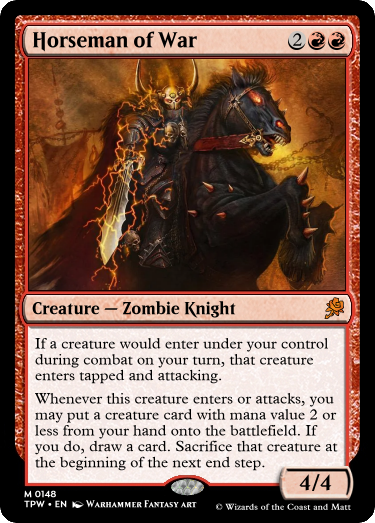 Horseman of War 2
Creature — Zombie Knight
If a creature would enter under your control
during combat on your turn, that creature
enters tapped and attacking.
Whenever this creature enters or attacks, you
may put a creature card with mana value 2 or
less from your hand onto the battlefield. If
you do, draw a card. Sacrifice that creature at
the beginning of the next end step.
4/4
M 0148
TPW • EN Warhammer Fantasy art
© Wizards of the Coast and Matt